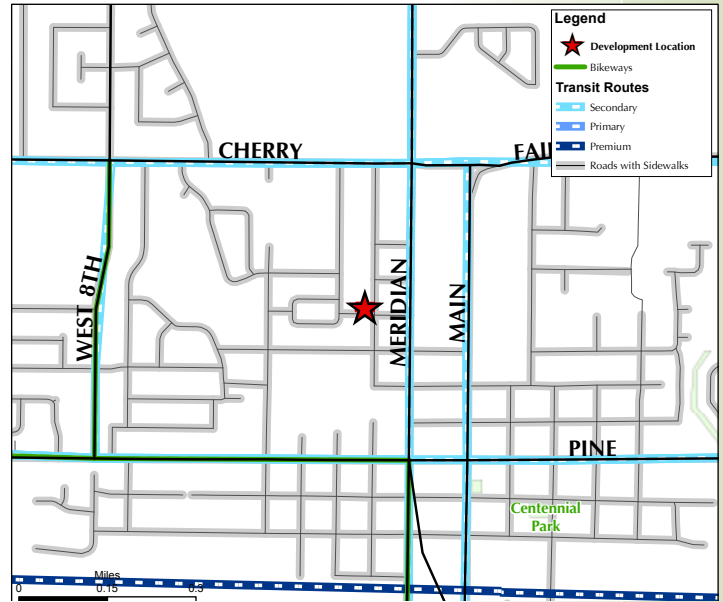 Legend
Development Location
Bikeways
Transit Routes
Secondary
Primary
Premium
Roads with Sidewalks
CHERRY
WEST 8TH
MERIDIAN
MAIN
PINE
Centennial
Park
Miles
0 0.15 0.3